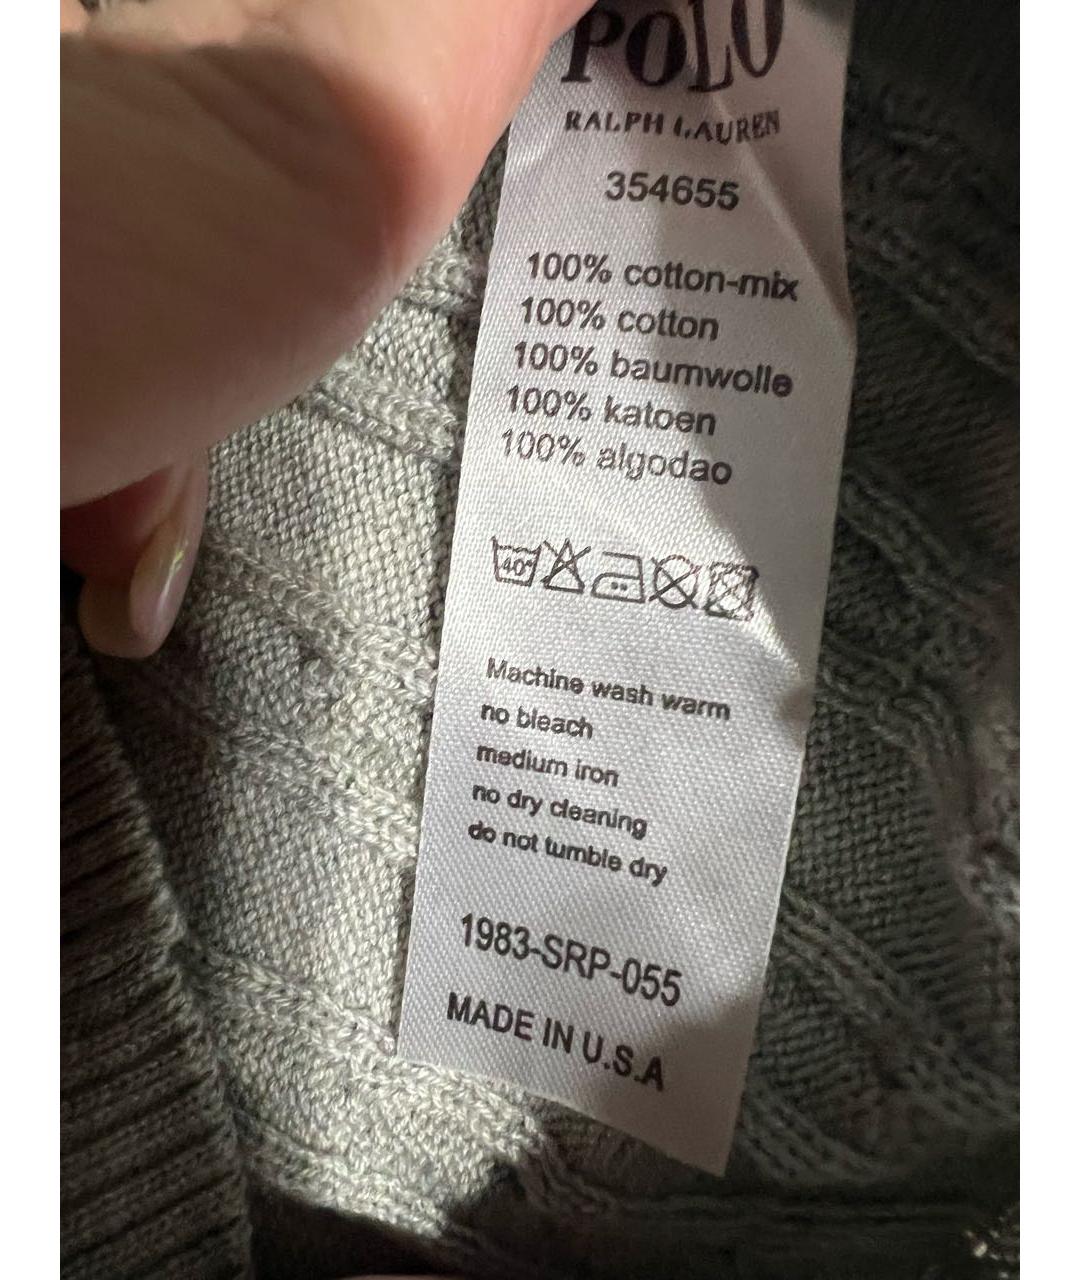 POLO
RALPH LAUREN
354655
100% cotton-mix
100% cotton
100% baumwolle
100% katoen
100% algodao
40°
Machine wash warm
no bleach
medium iron
no dry cleaning
do not tumble dry
1983-SRP-055
MADE IN U.S.A